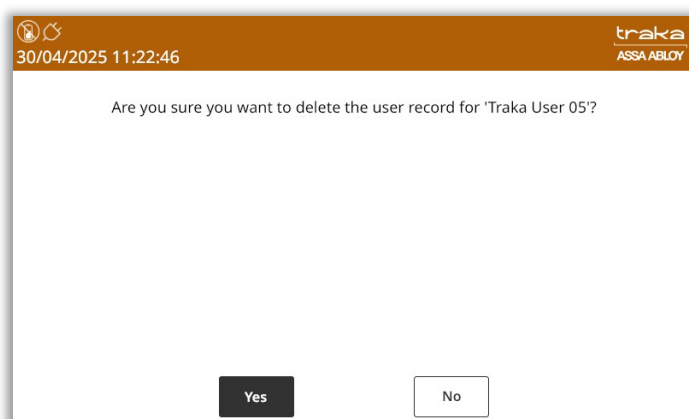 traka
30/04/2025 11:22:46
ASSA ABLOY
Are you sure you want to delete the user record for 'Traka User 05'?
Yes
No